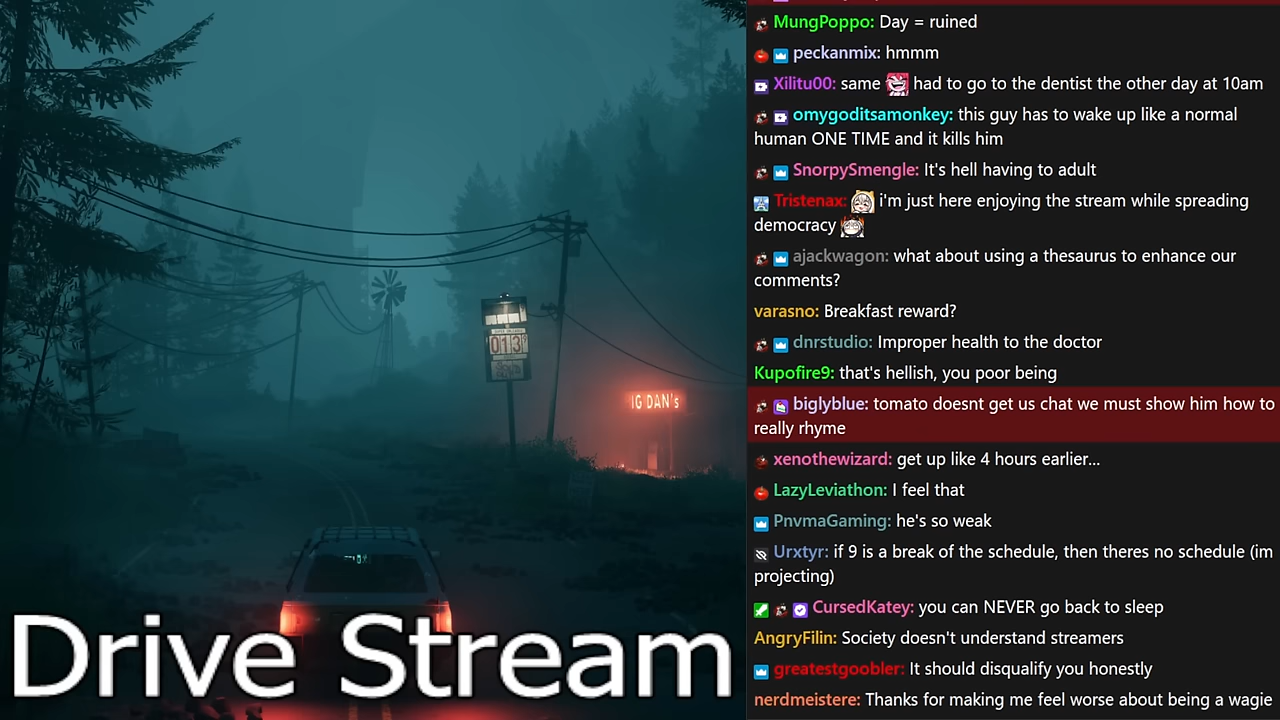 MungPoppo: Day = ruined
peckanmix: hmmm
Xilitu00: same had to go to the dentist the other day at 10am
omygoditsamonkey: this guy has to wake up like a normal
human ONE TIME and it kills him
SnorpySmengle: It's hell having to adult
Tristenax: i'm just here enjoying the stream while spreading
democracy
ajackwagon: what about using a thesaurus to enhance our
comments?
varasno: Breakfast reward?
dnrstudio: Improper health to the doctor
Kupofire9: that's hellish, you poor being
biglyblue: tomato doesnt get us chat we must show him how to
really rhyme
xenothewizard: get up like 4 hours earlier...
LazyLeviathon: I feel that
PnvmaGaming: he's so weak
Urxtyr: if 9 is a break of the schedule, then theres no schedule (im
projecting)
CursedKatey: you can NEVER go back to sleep
AngryFilin: Society doesn't understand streamers
greatestgoobler: It should disqualify you honestly
nerdmeistere: Thanks for making me feel worse about being a wagie
013
IG DAN's
Drive Stream